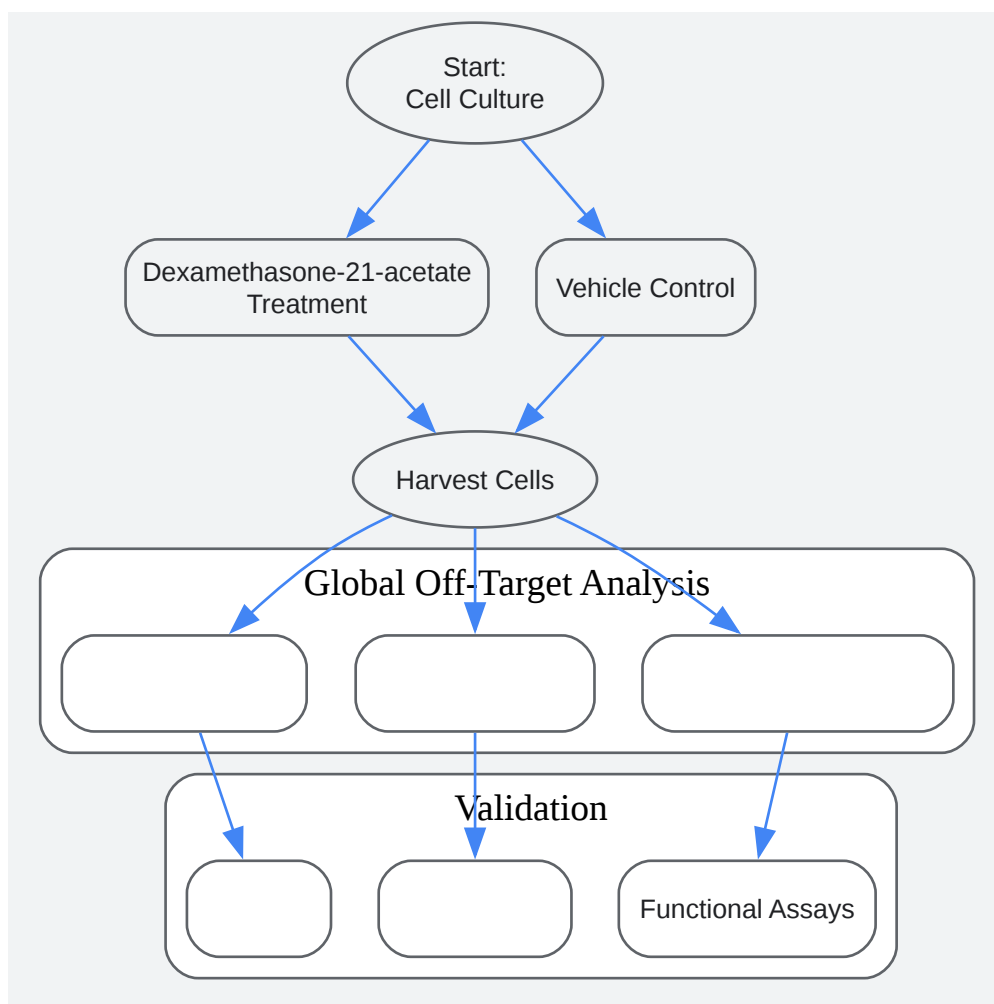 Start:
Cell Culture
Dexamethasone-21-acetate
Treatment
Vehicle Control
Harvest Cells
Global Off-Target Analysis
Validation
Functional Assays